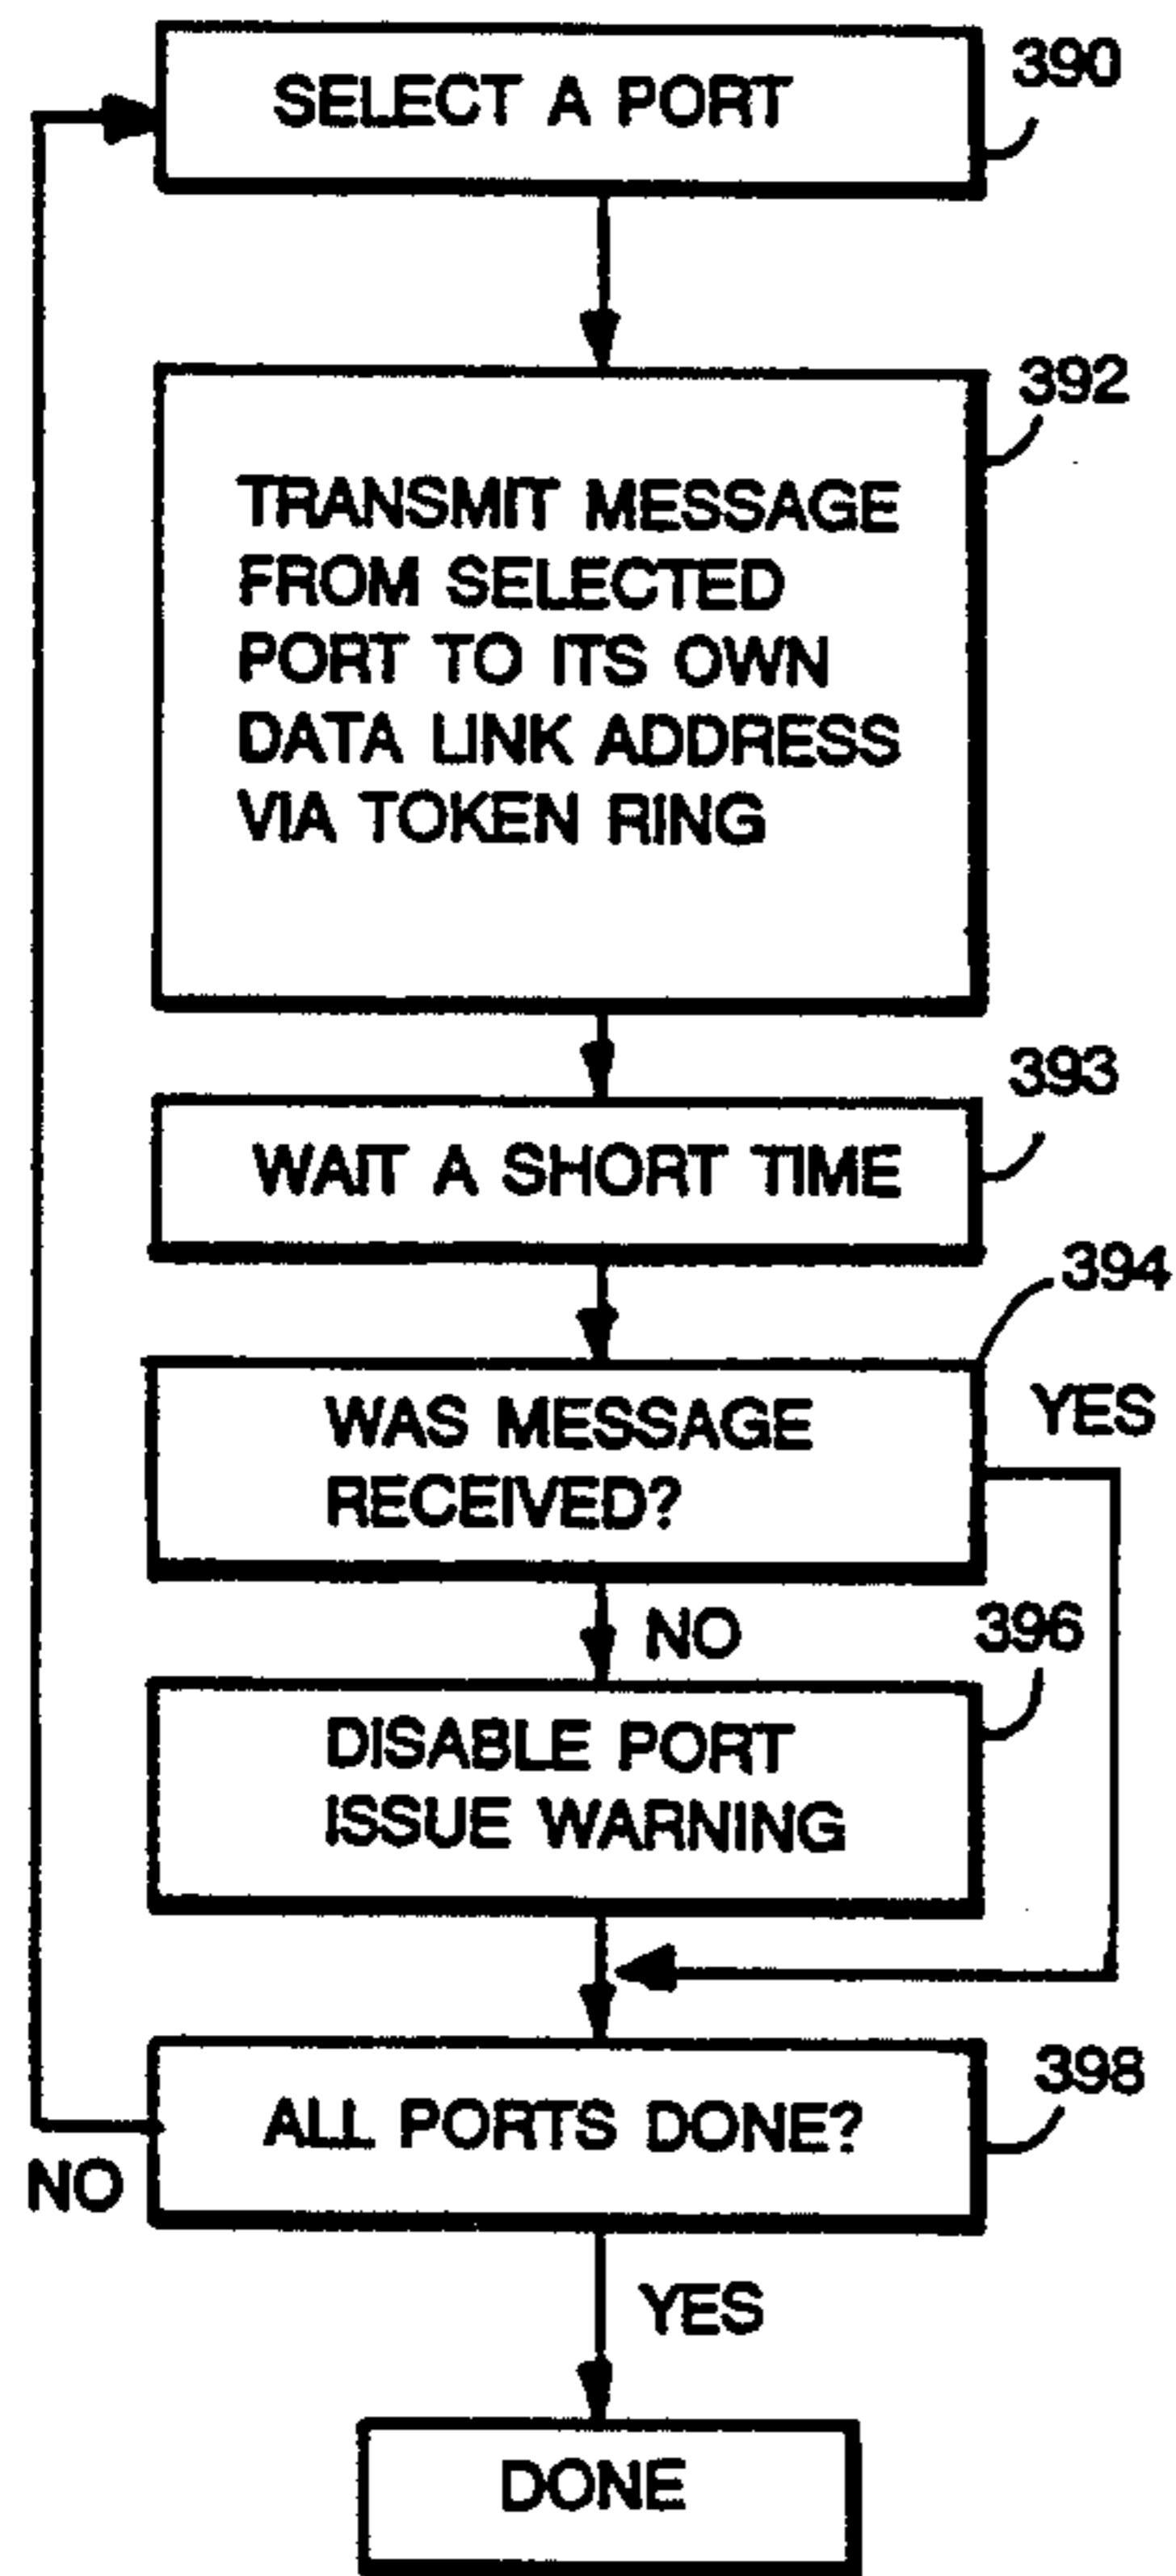 SELECT A PORT
390
392
TRANSMIT MESSAGE
FROM SELECTED
PORT TO ITS OWN
DATA LINK ADDRESS
VIA TOKEN RING
393
WAIT A SHORT TIME
394
WAS MESSAGE
RECEIVED?
YES
NO
396
DISABLE PORT
ISSUE WARNING
398
ALL PORTS DONE?
NO
YES
DONE